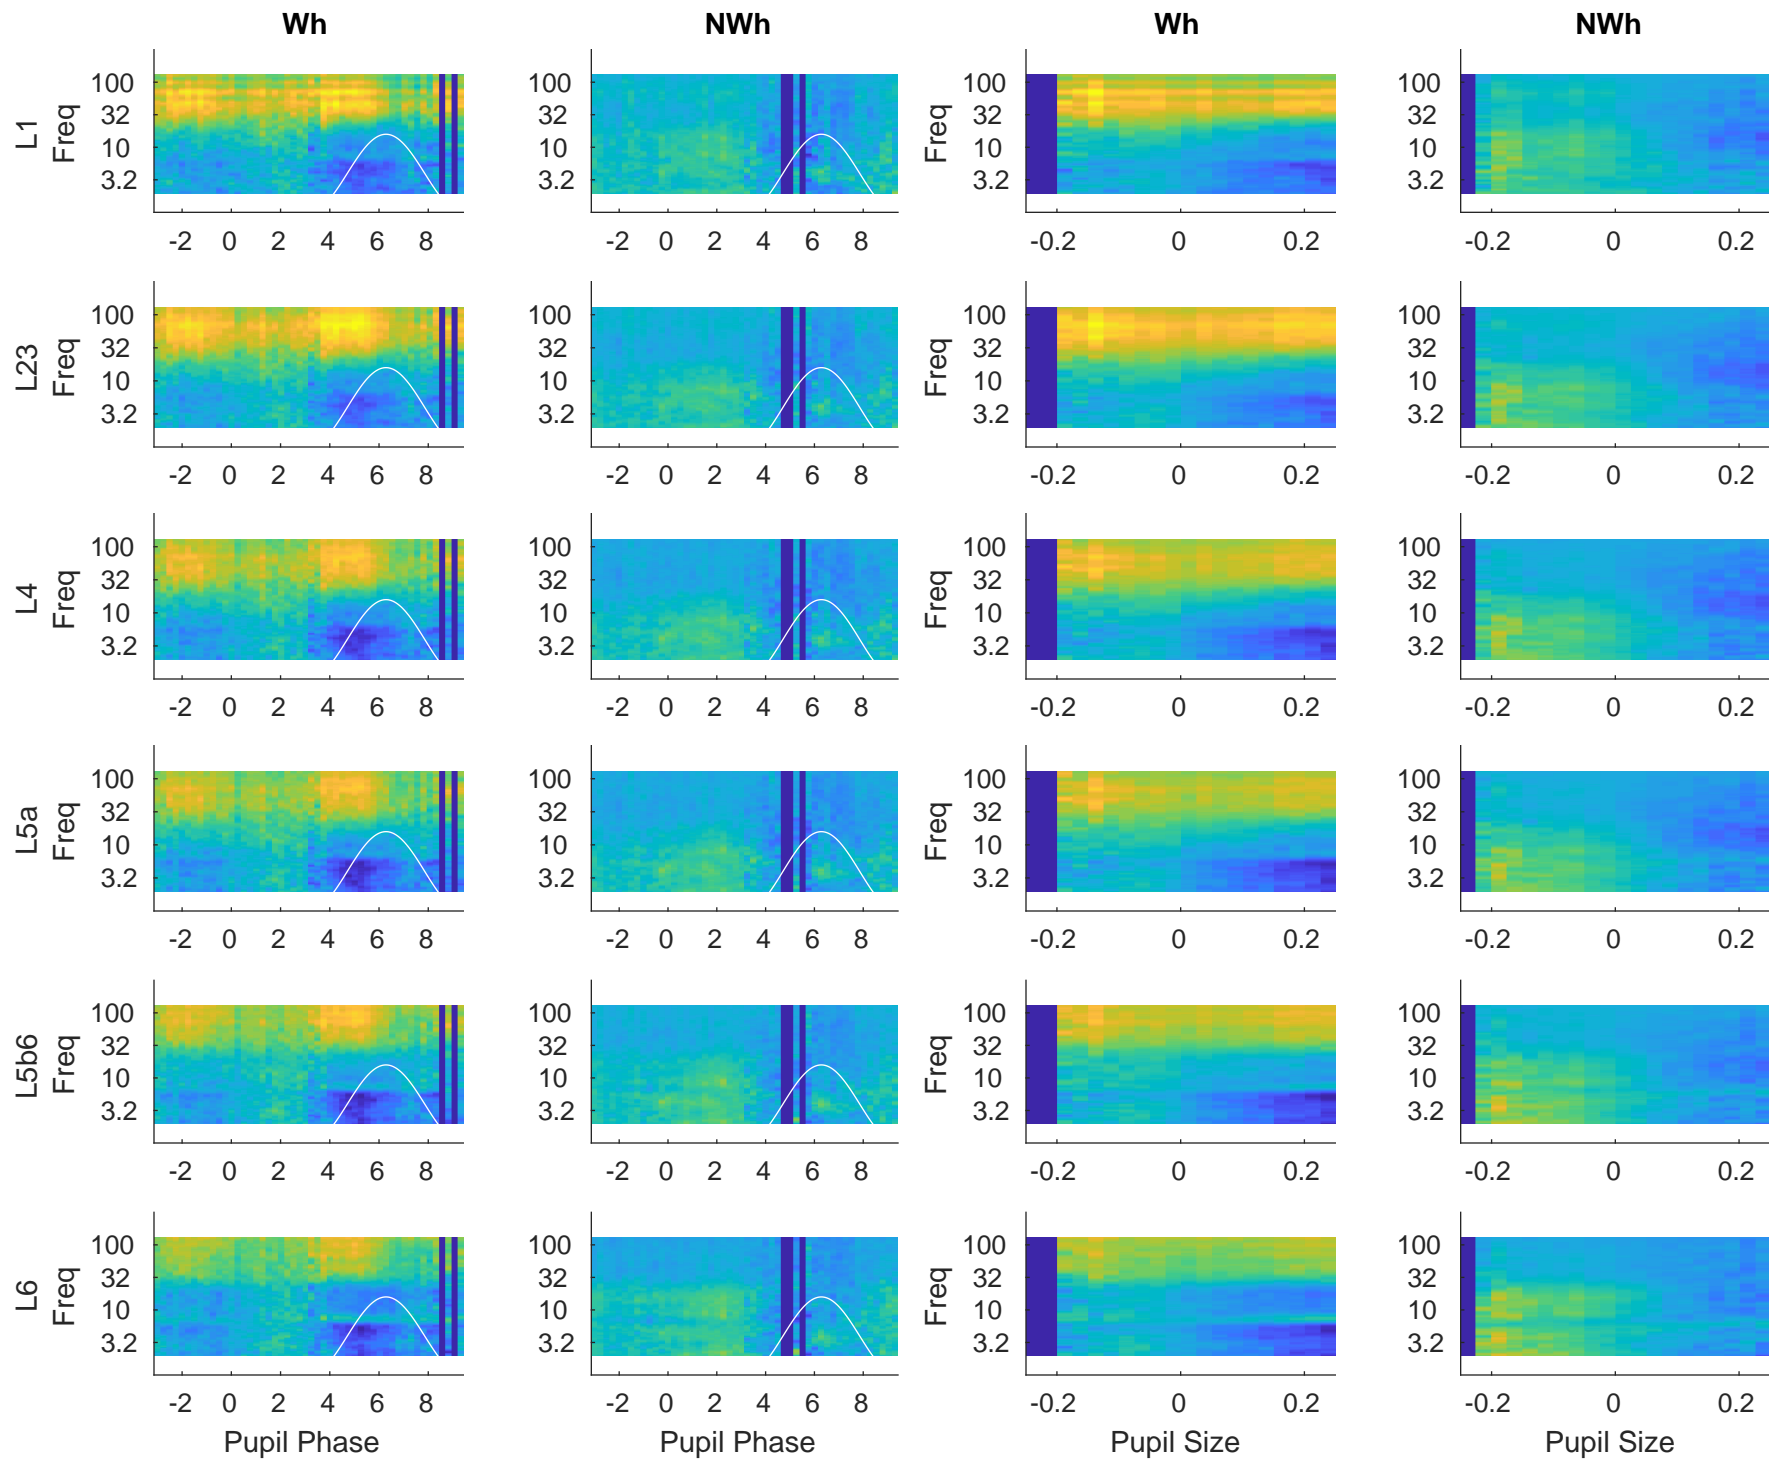 Wh NWh Wh NWh
L1 Freq 100 32 10 3.2 Freq 100 32 10 3.2 100 32 10 3.2 100 32 10 3.2
-2 0 2 4 6 8 -2 0 2 4 6 8 -0.2 0 0.2 -0.2 0 0.2
L23 Freq 100 32 10 3.2 100 32 10 3.2 Freq 100 32 10 3.2 100 32 10 3.2
-2 0 2 4 6 8 -2 0 2 4 6 8 -0.2 0 0.2 -0.2 0 0.2
L4 Freq 100 32 10 3.2 100 32 10 3.2 Freq 100 32 10 3.2 100 32 10 3.2
-2 0 2 4 6 8 -2 0 2 4 6 8 -0.2 0 0.2 -0.2 0 0.2
L5a Freq 100 32 10 3.2 100 32 10 3.2 Freq 100 32 10 3.2 100 32 10 3.2
-2 0 2 4 6 8 -2 0 2 4 6 8 -0.2 0 0.2 -0.2 0 0.2
L5b6 Freq 100 32 10 3.2 100 32 10 3.2 Freq 100 32 10 3.2 100 32 10 3.2
-2 0 2 4 6 8 -2 0 2 4 6 8 -0.2 0 0.2 -0.2 0 0.2
L6 Freq 100 32 10 3.2 100 32 10 3.2 Freq 100 32 10 3.2 100 32 10 3.2
-2 0 2 4 6 8 -2 0 2 4 6 8 -0.2 0 0.2 -0.2 0 0.2
Pupil Phase Pupil Phase Pupil Size Pupil Size